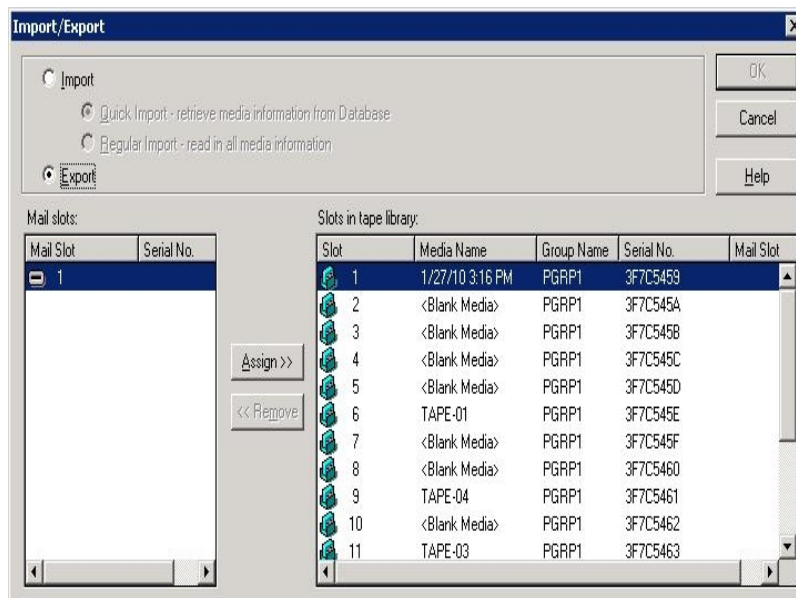 Import/Export
Import
Quick Import - retrieve media information from Database
Regular Import - read in all media information
Export
OK
Cancel
Help
Mail slots:
Mail Slot Serial No.
1
Assign >>
<< Remove
Slots in tape library:
Slot Media Name Group Name Serial No. Mail Slot
1 1/27/10 3:16 PM PGRP1 3F7C5459
2 <Blank Media> PGRP1 3F7C545A
3 <Blank Media> PGRP1 3F7C545B
4 <Blank Media> PGRP1 3F7C545C
5 <Blank Media> PGRP1 3F7C545D
6 TAPE-01 PGRP1 3F7C545E
7 <Blank Media> PGRP1 3F7C545F
8 <Blank Media> PGRP1 3F7C5460
9 TAPE-04 PGRP1 3F7C5461
10 <Blank Media> PGRP1 3F7C5462
11 TAPE-03 PGRP1 3F7C5463